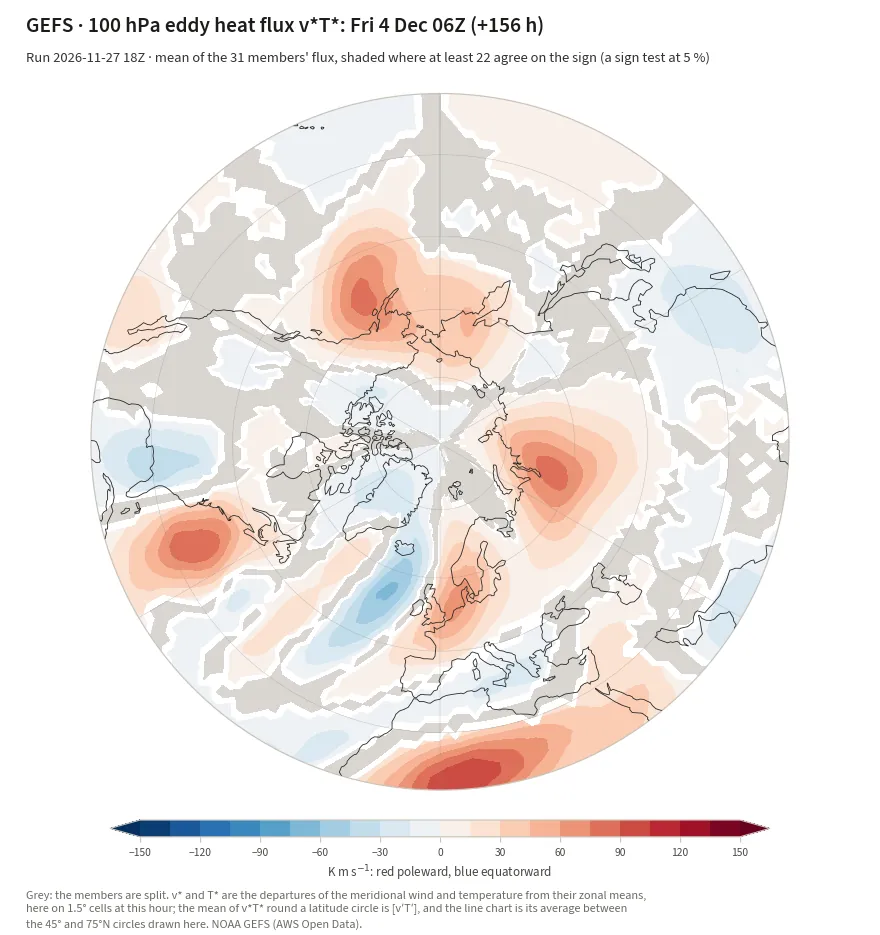 GEFS · 100 hPa eddy heat flux v*T*: Fri 4 Dec 06Z (+156 h)
Run 2026-11-27 18Z · mean of the 31 members' flux, shaded where at least 22 agree on the sign (a sign test at 5 %)
−150 −120 −90 −60 −30 0 30 60 90 120 150
K m s⁻¹: red poleward, blue equatorward
Grey: the members are split. v* and T* are the departures of the meridional wind and temperature from their zonal means,
here on 1.5° cells at this hour; the mean of v*T* round a latitude circle is [v'T'], and the line chart is its average between
the 45° and 75°N circles drawn here. NOAA GEFS (AWS Open Data).